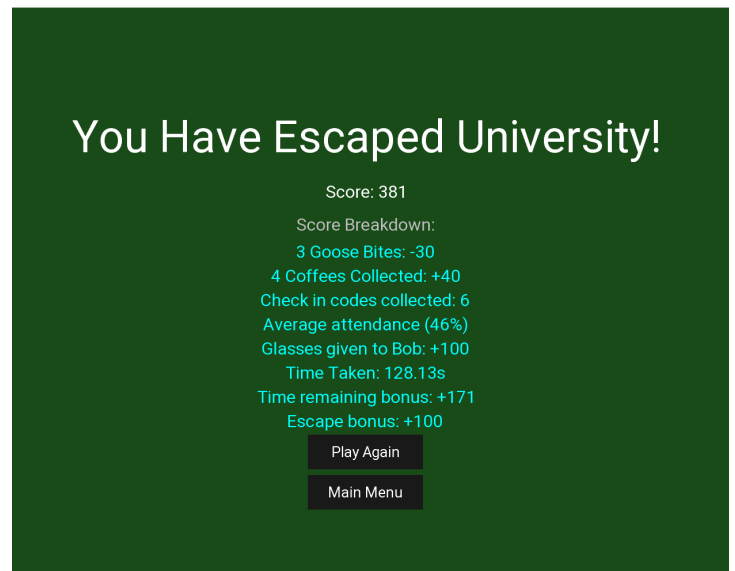 You Have Escaped University!
Score: 381
Score Breakdown:
3 Goose Bites: -30
4 Coffees Collected: +40
Check in codes collected: 6
Average attendance (46%)
Glasses given to Bob: +100
Time Taken: 128.13s
Time remaining bonus: +171
Escape bonus: +100
Play Again
Main Menu